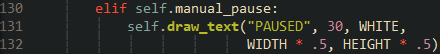 130 elif self.manual_pause:
131 self.draw_text("PAUSED", 30, WHITE,
132 WIDTH * .5, HEIGHT * .5)